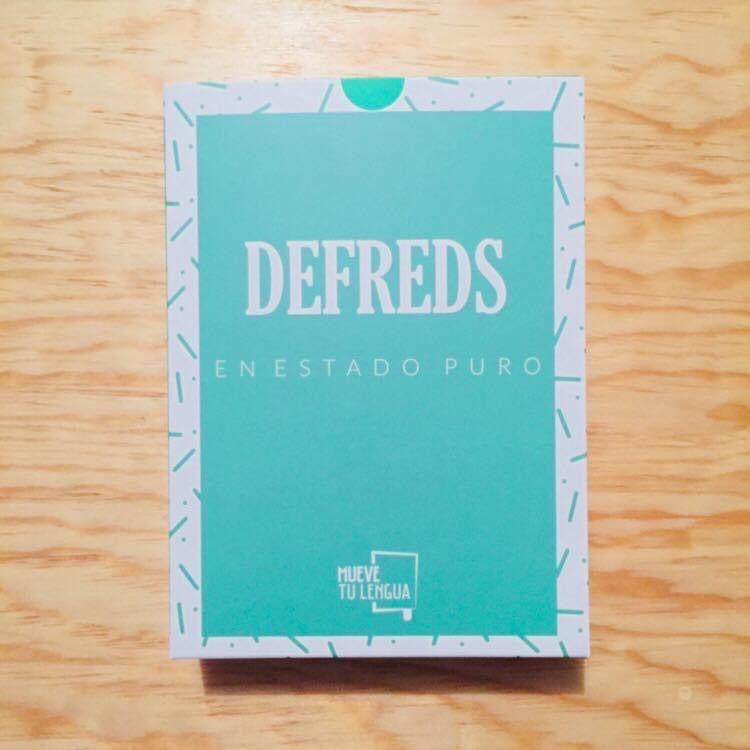 DEFREDS
EN ESTADO PURO
MUEVE
TU LENGUA